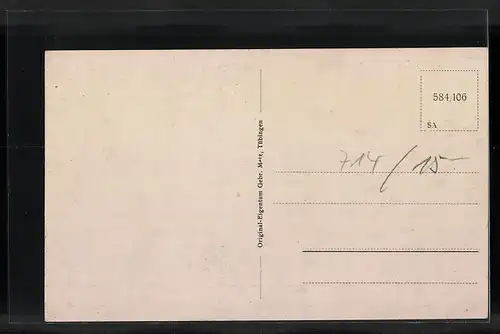 584/106
SA
714/15-
Original-Eigentum Gebr. Metz, Tübingen